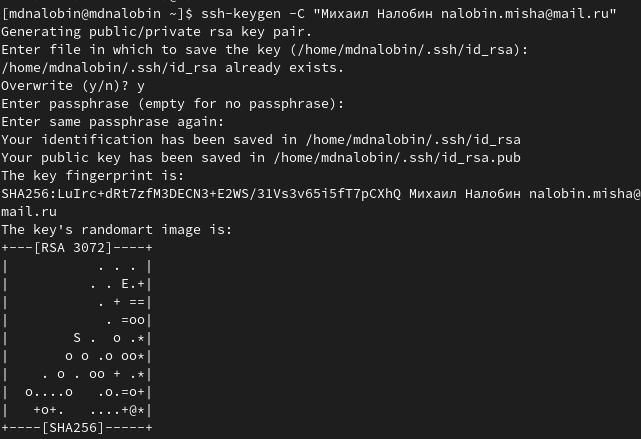 [mdnalobin@mdnalobin ~]$ ssh-keygen -C "Михаил Налобин nalobin.misha@mail.ru"
Generating public/private rsa key pair.
Enter file in which to save the key (/home/mdnalobin/.ssh/id_rsa):
/home/mdnalobin/.ssh/id_rsa already exists.
Overwrite (y/n)? y
Enter passphrase (empty for no passphrase):
Enter same passphrase again:
Your identification has been saved in /home/mdnalobin/.ssh/id_rsa
Your public key has been saved in /home/mdnalobin/.ssh/id_rsa.pub
The key fingerprint is:
SHA256:LuIrc+dRt7zfM3DECN3+E2WS/31Vs3v65i5fT7pCXhQ Михаил Налобин nalobin.misha@
mail.ru
The key's randomart image is:
+---[RSA 3072]----+
|           . . . |
|          . . E.+|
|           . + ==|
|            . =oo|
|        S .  o .*|
|       o o .o oo*|
|    . o . oo + .*|
|  o....o   .o.=o+|
|   +o+.   ....+@*|
+----[SHA256]-----+